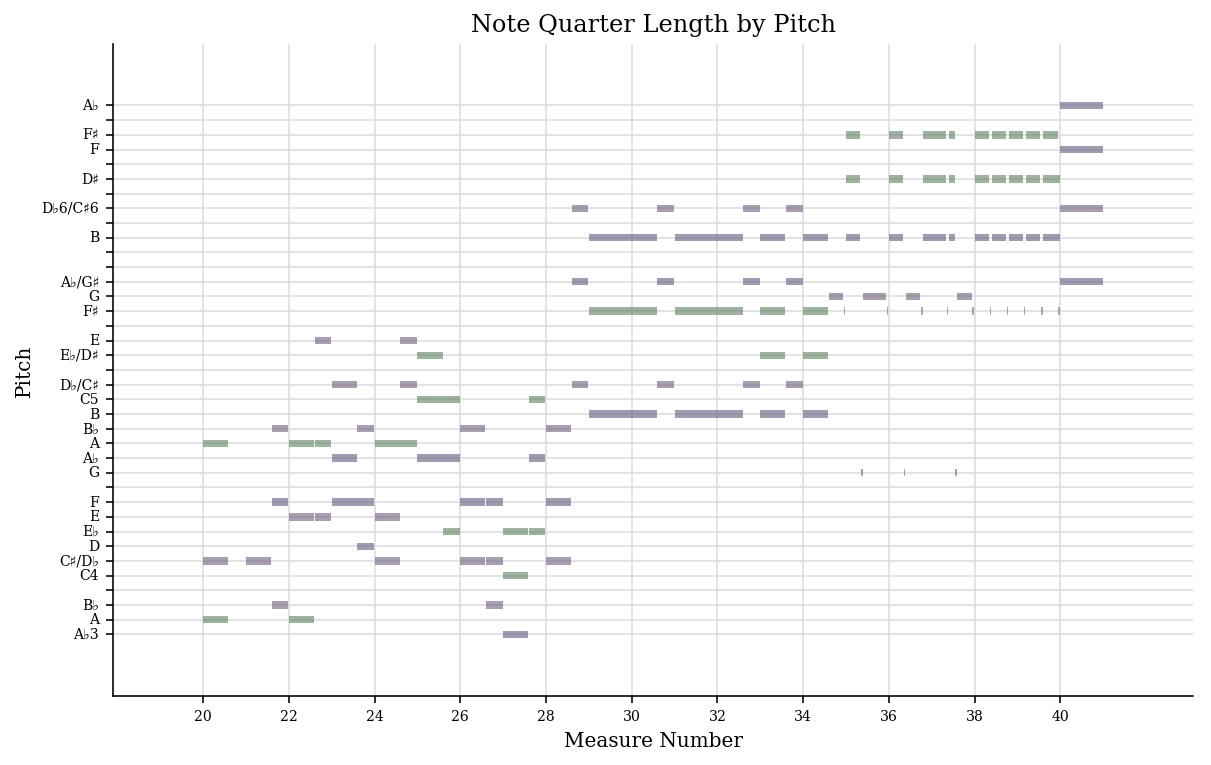 Note Quarter Length by Pitch
A♭
F♯
F
D♯
D♭6/C♯6
B
A♭/G♯
G
F♯
E
E♭/D♯
D♭/C♯
C5
B
B♭
A
A♭
G
F
E
E♭
D
C♯/D♭
C4
B♭
A
A♭3
Pitch
20 22 24 26 28 30 32 34 36 38 40
Measure Number